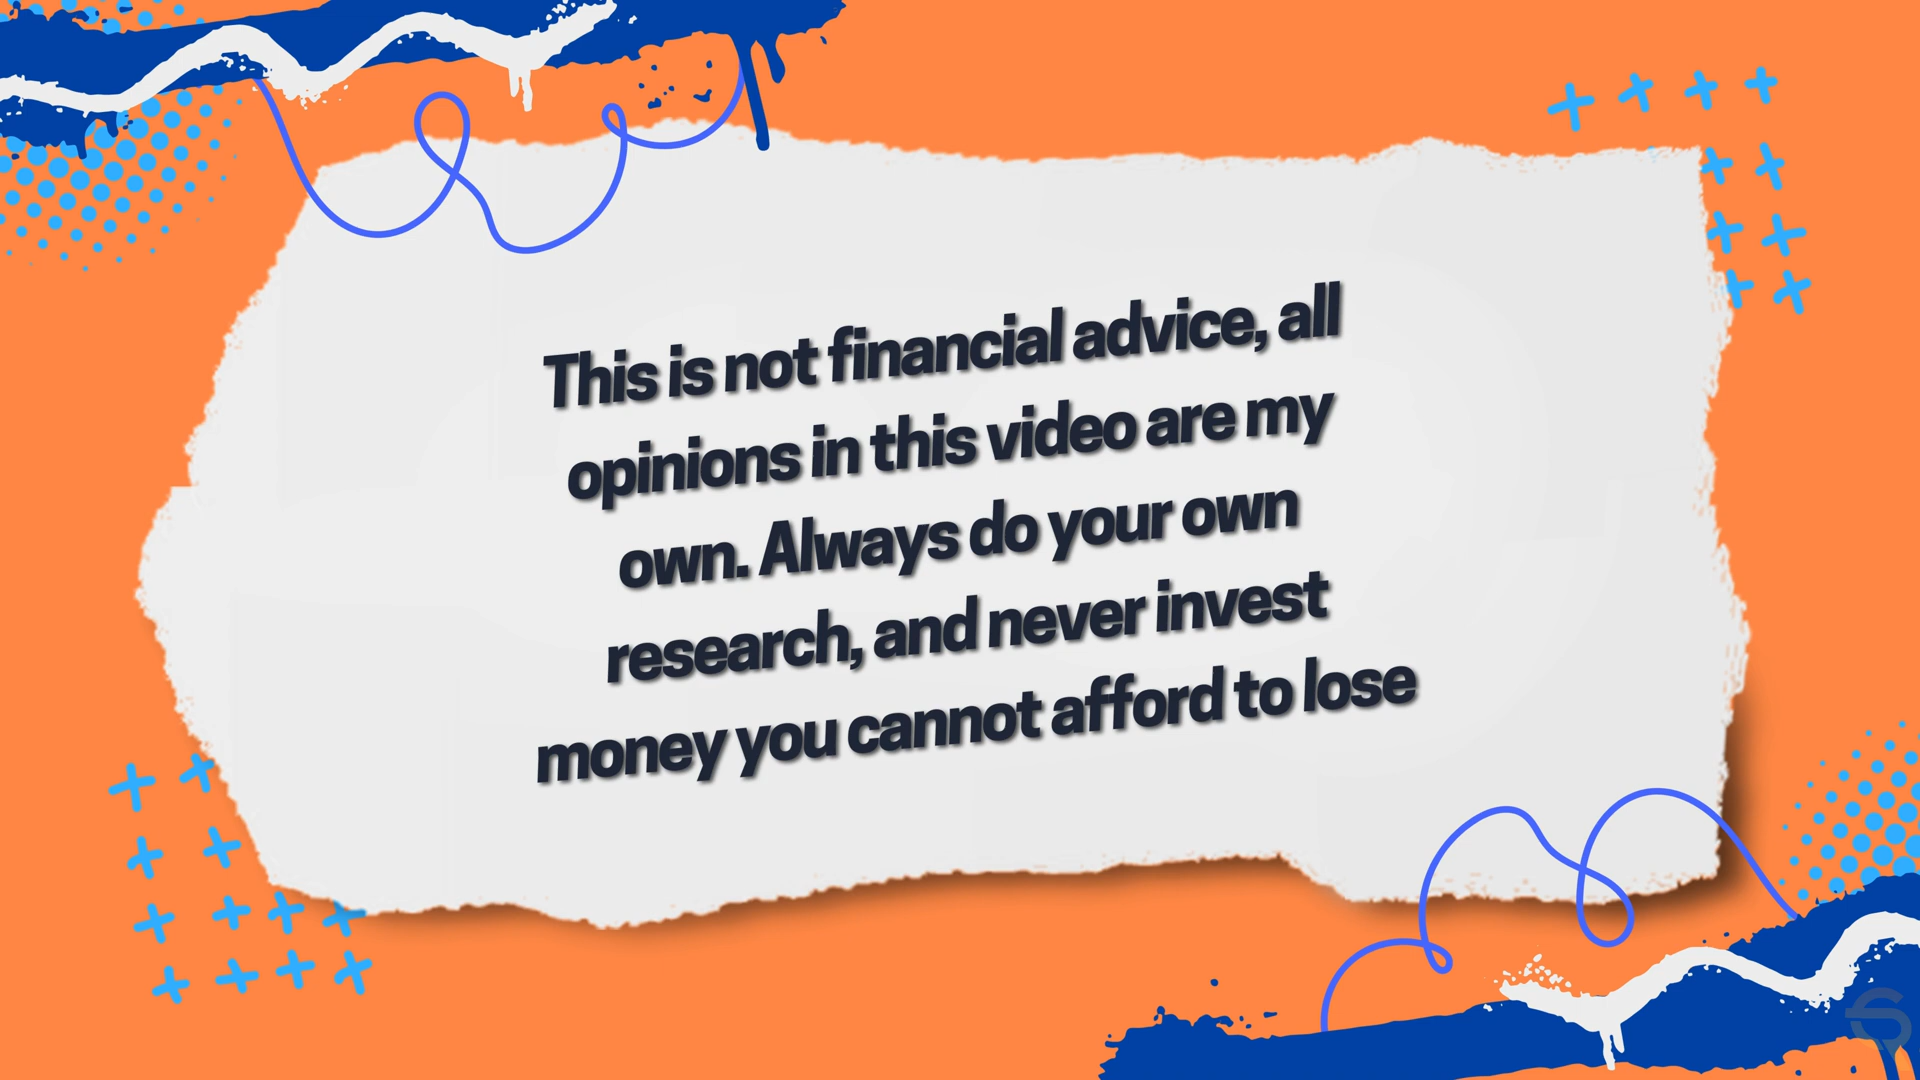 This is not financial advice, all
opinions in this video are my
own. Always do your own
research, and never invest
money you cannot afford to lose